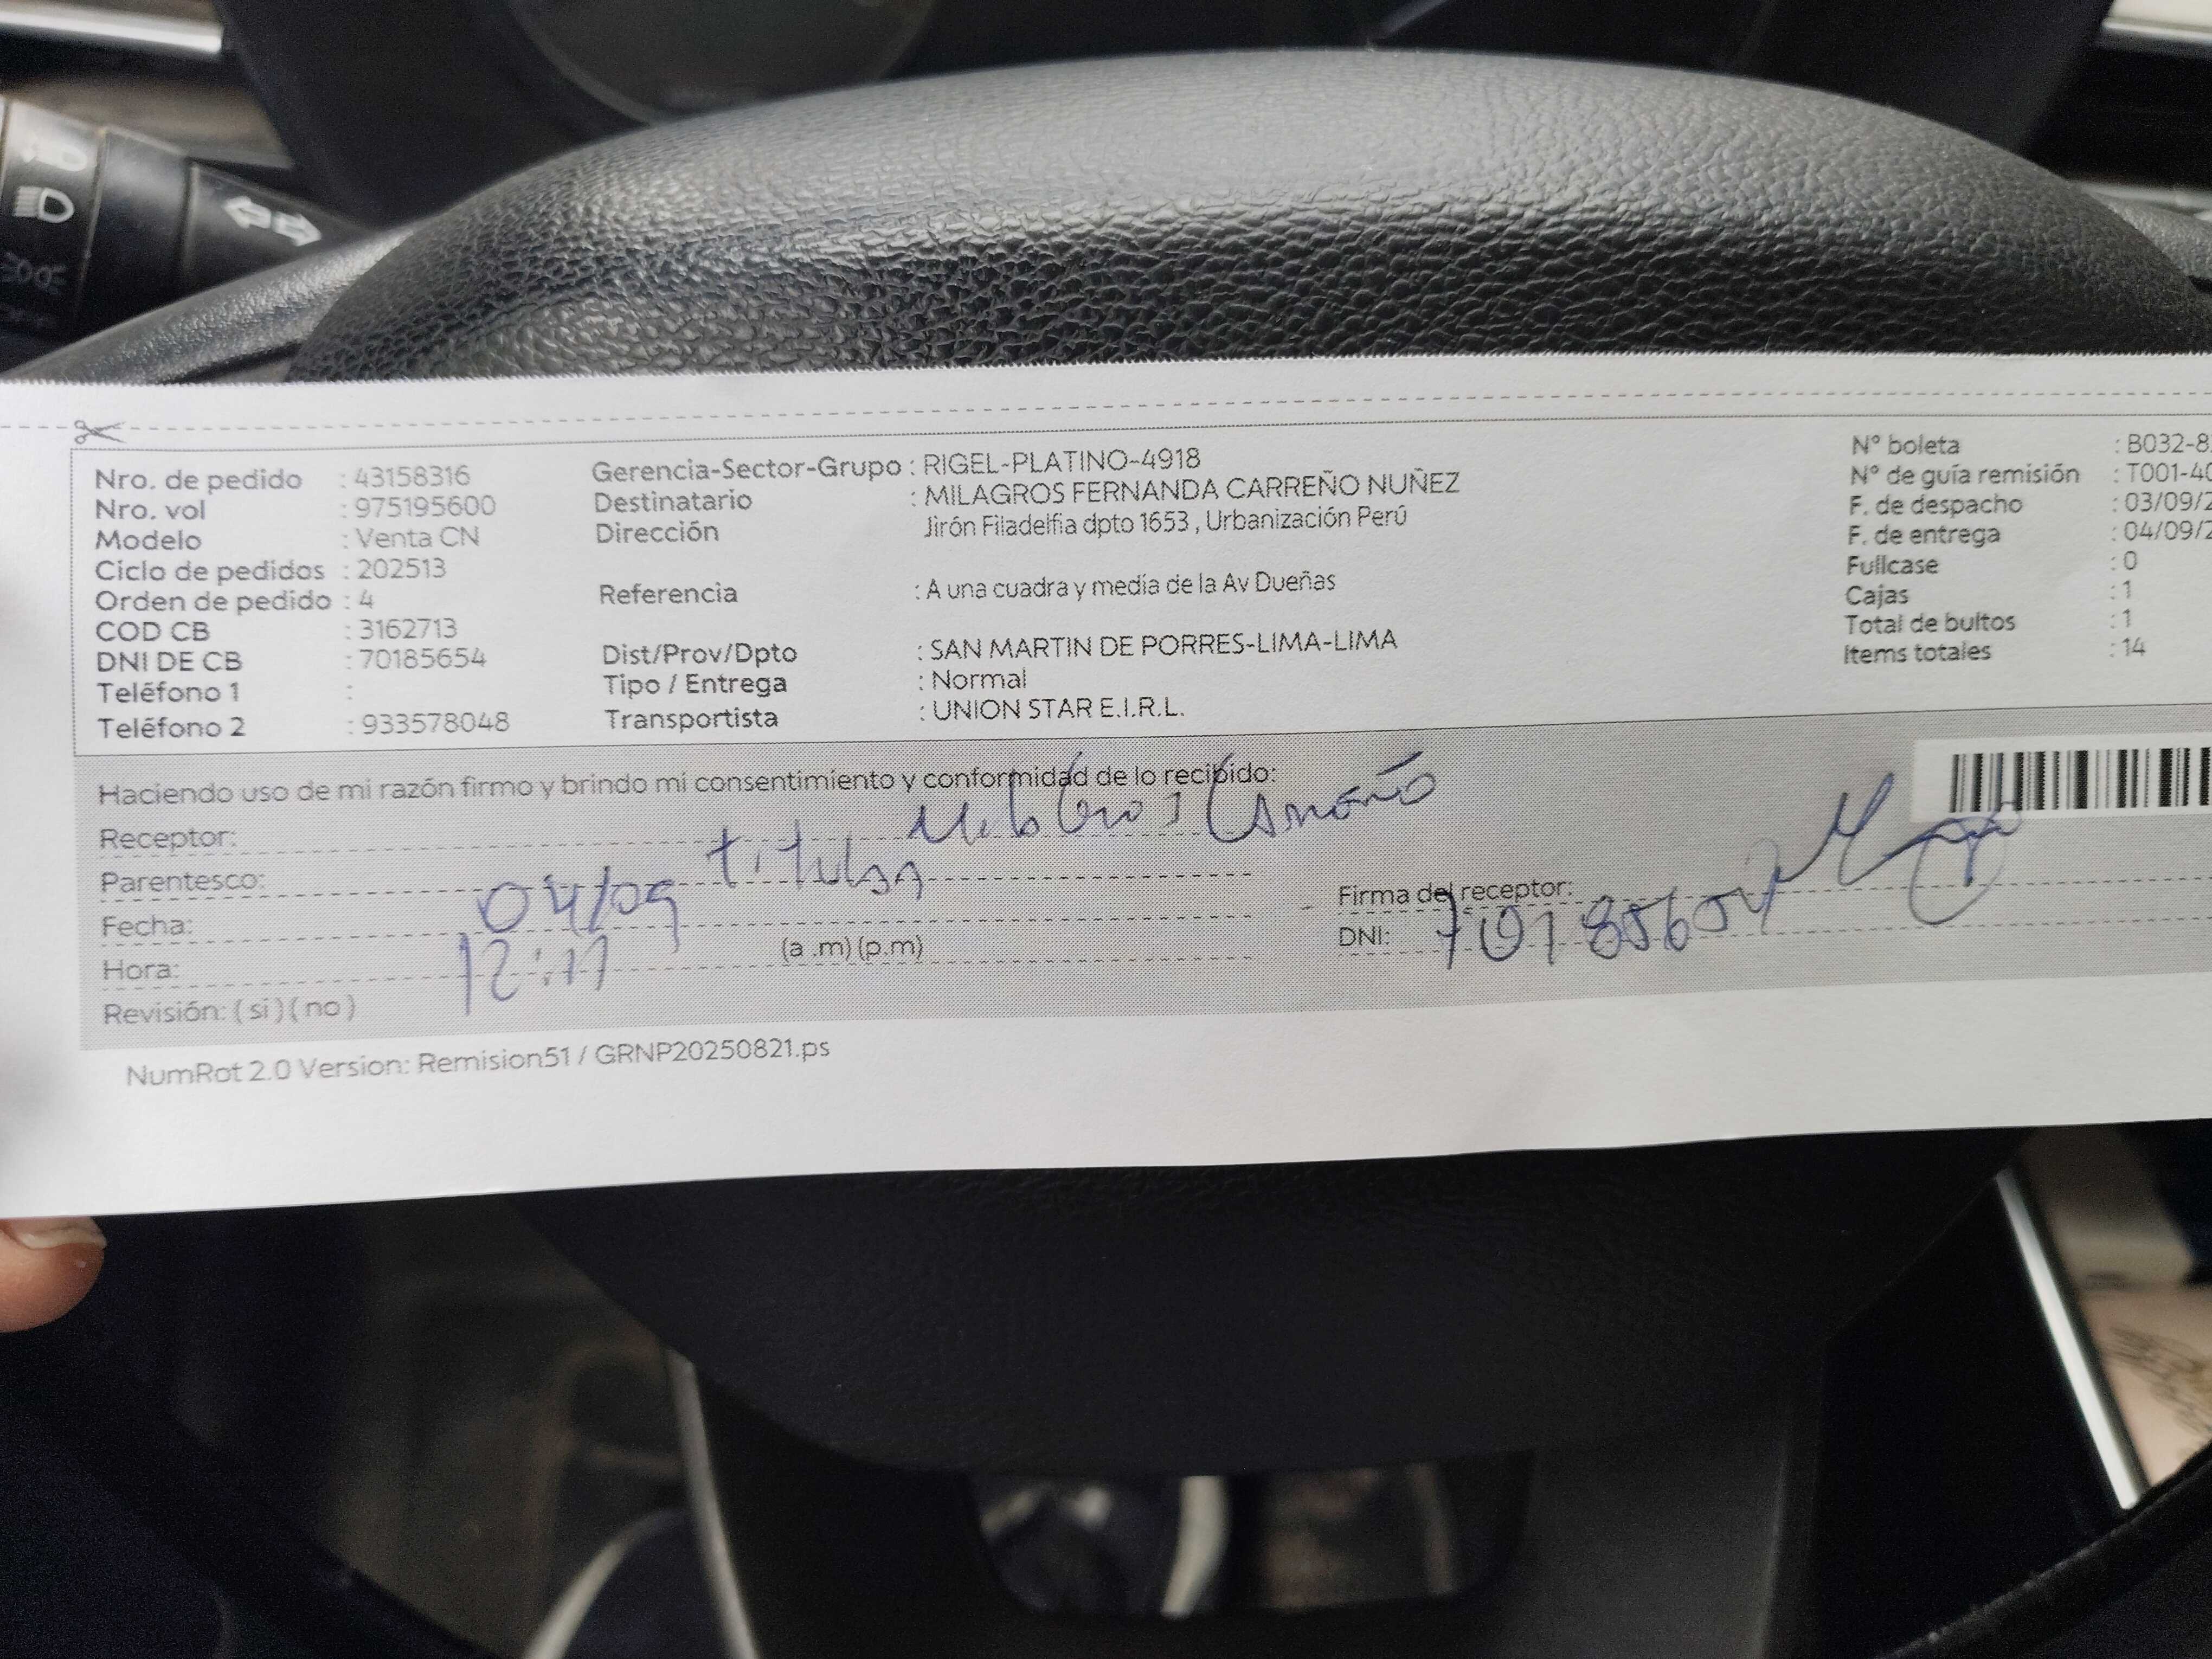 Nro. de pedido : 43158316
Nro. vol : 975195600
Modelo : Venta CN
Ciclo de pedidos : 202513
Orden de pedido : 4
COD CB : 3162713
DNI DE CB : 70185654
Teléfono 1 :
Teléfono 2 : 933578048
Gerencia-Sector-Grupo : RIGEL-PLATINO-4918
Destinatario : MILAGROS FERNANDA CARREÑO NUÑEZ
Dirección Jirón Filadelfia dpto 1653 , Urbanización Perú
Referencia : A una cuadra y media de la Av Dueñas
Dist/Prov/Dpto : SAN MARTIN DE PORRES-LIMA-LIMA
Tipo / Entrega : Normal
Transportista : UNION STAR E.I.R.L.
N° boleta : B032-8
N° de guía remisión : T001-40
F. de despacho : 03/09/2
F. de entrega : 04/09/2
Fullcase : 0
Cajas : 1
Total de bultos : 1
Items totales : 14
Haciendo uso de mi razón firmo y brindo mi consentimiento y conformidad de lo recibido:
Receptor: Milagros Carreño
Parentesco: titular
Fecha: 04/09
Hora: 12:11 (a .m) (p.m)
Revisión: ( si ) ( no )
Firma del receptor:
DNI: 70185654
NumRot 2.0 Version: Remision51 / GRNP20250821.ps